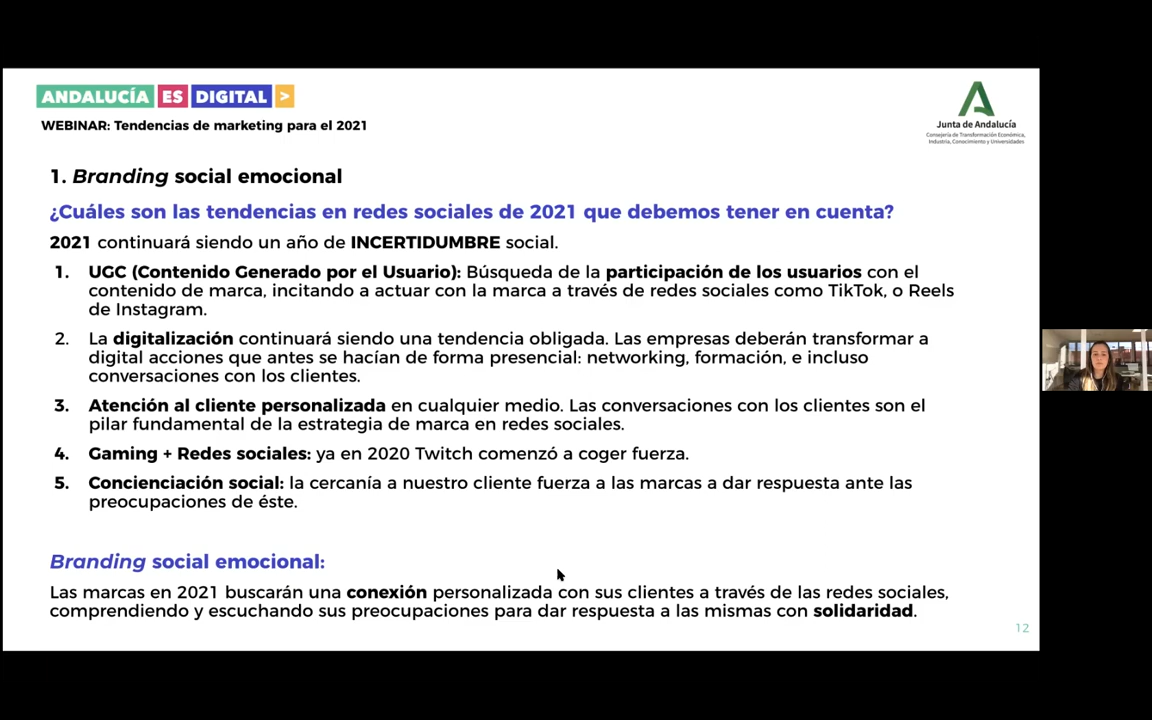 ANDALUCÍA ES DIGITAL >
WEBINAR: Tendencias de marketing para el 2021
Junta de Andalucía
Consejería de Transformación Económica,
Industria, Conocimiento y Universidades
1. Branding social emocional
¿Cuáles son las tendencias en redes sociales de 2021 que debemos tener en cuenta?
2021 continuará siendo un año de INCERTIDUMBRE social.
1. UGC (Contenido Generado por el Usuario): Búsqueda de la participación de los usuarios con el
contenido de marca, incitando a actuar con la marca a través de redes sociales como TikTok, o Reels
de Instagram.
2. La digitalización continuará siendo una tendencia obligada. Las empresas deberán transformar a
digital acciones que antes se hacían de forma presencial: networking, formación, e incluso
conversaciones con los clientes.
3. Atención al cliente personalizada en cualquier medio. Las conversaciones con los clientes son el
pilar fundamental de la estrategia de marca en redes sociales.
4. Gaming + Redes sociales: ya en 2020 Twitch comenzó a coger fuerza.
5. Concienciación social: la cercanía a nuestro cliente fuerza a las marcas a dar respuesta ante las
preocupaciones de éste.
Branding social emocional:
Las marcas en 2021 buscarán una conexión personalizada con sus clientes a través de las redes sociales,
comprendiendo y escuchando sus preocupaciones para dar respuesta a las mismas con solidaridad.
12